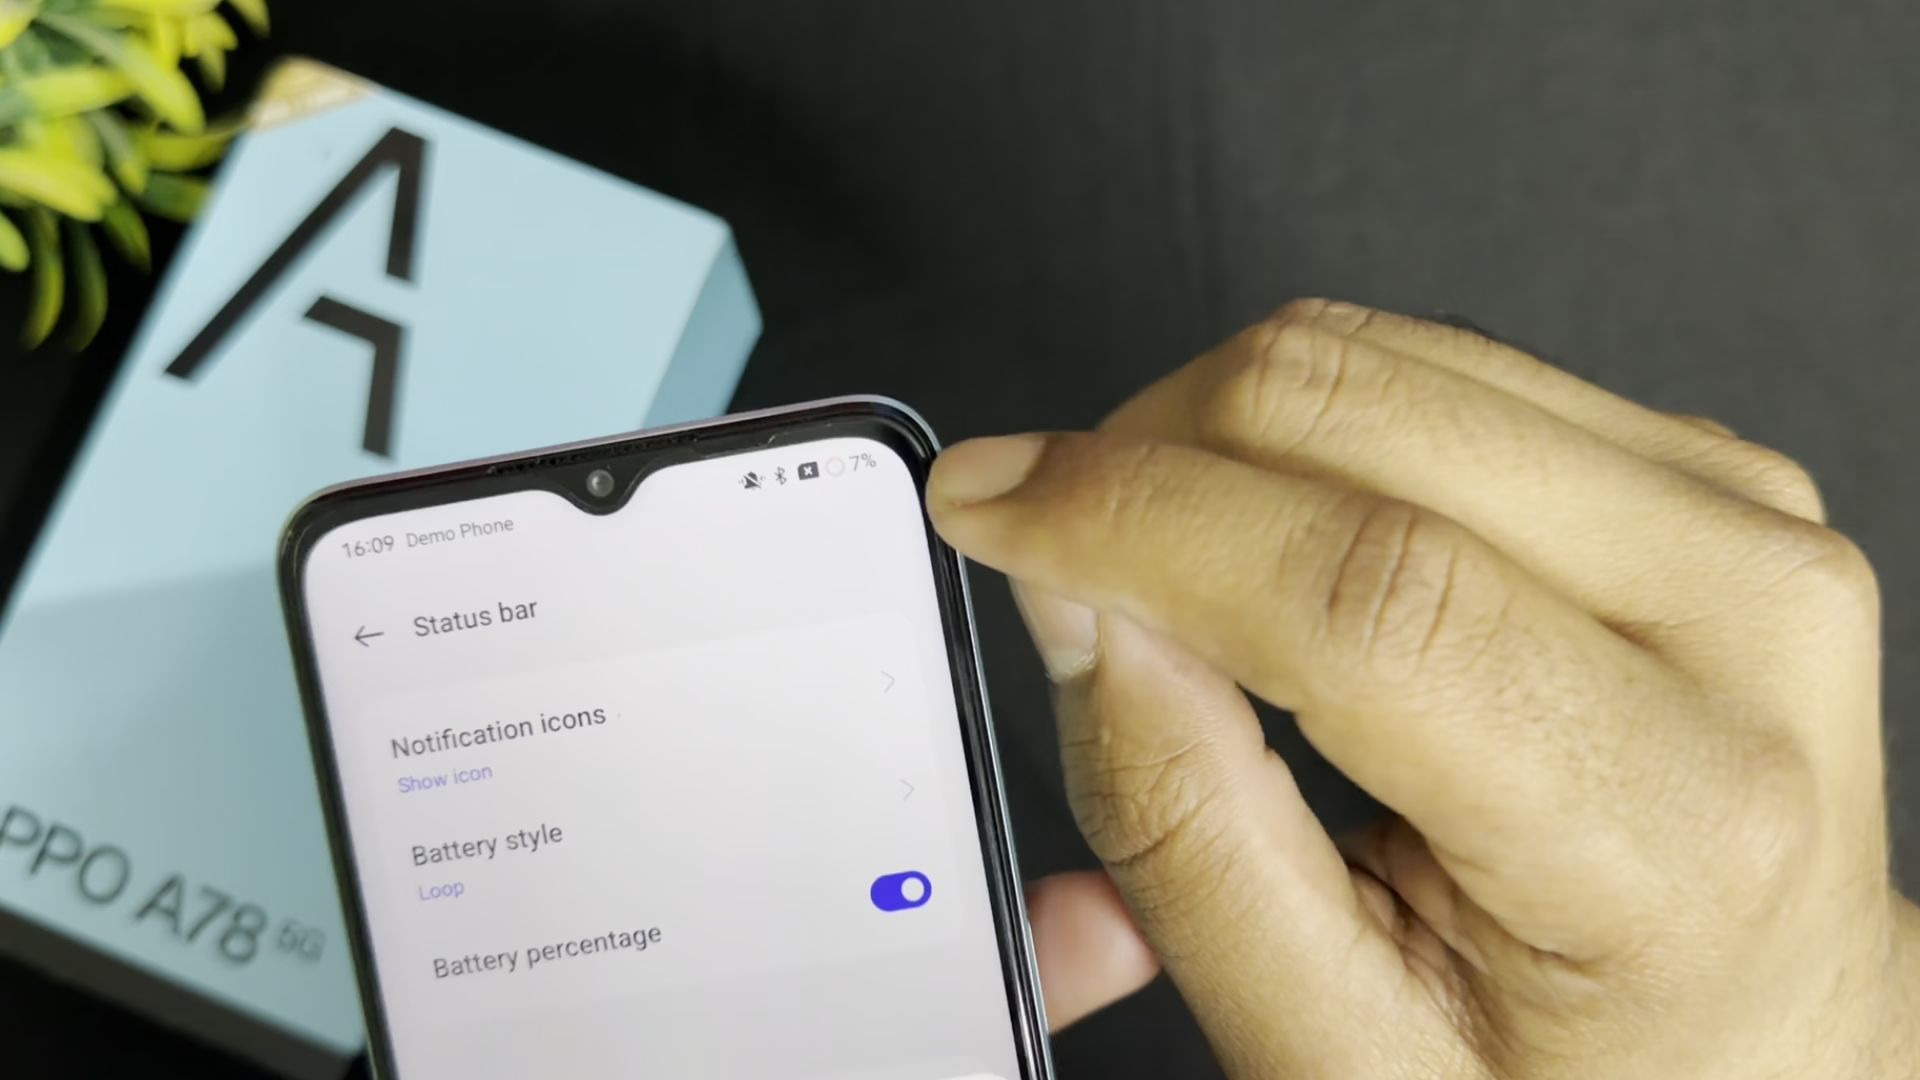 A
PPO A78 5G
7%
16:09 Demo Phone
Status bar
Notification icons
Show icon
Battery style
Loop
Battery percentage